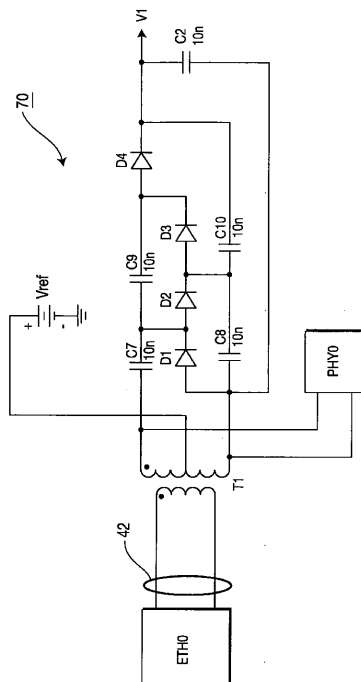 70
V1
C2
10n
D4
Vref
+
-
C9
10n
D3
C10
10n
D2
C7
10n
D1
C8
10n
T1
PHY0
42
ETH0